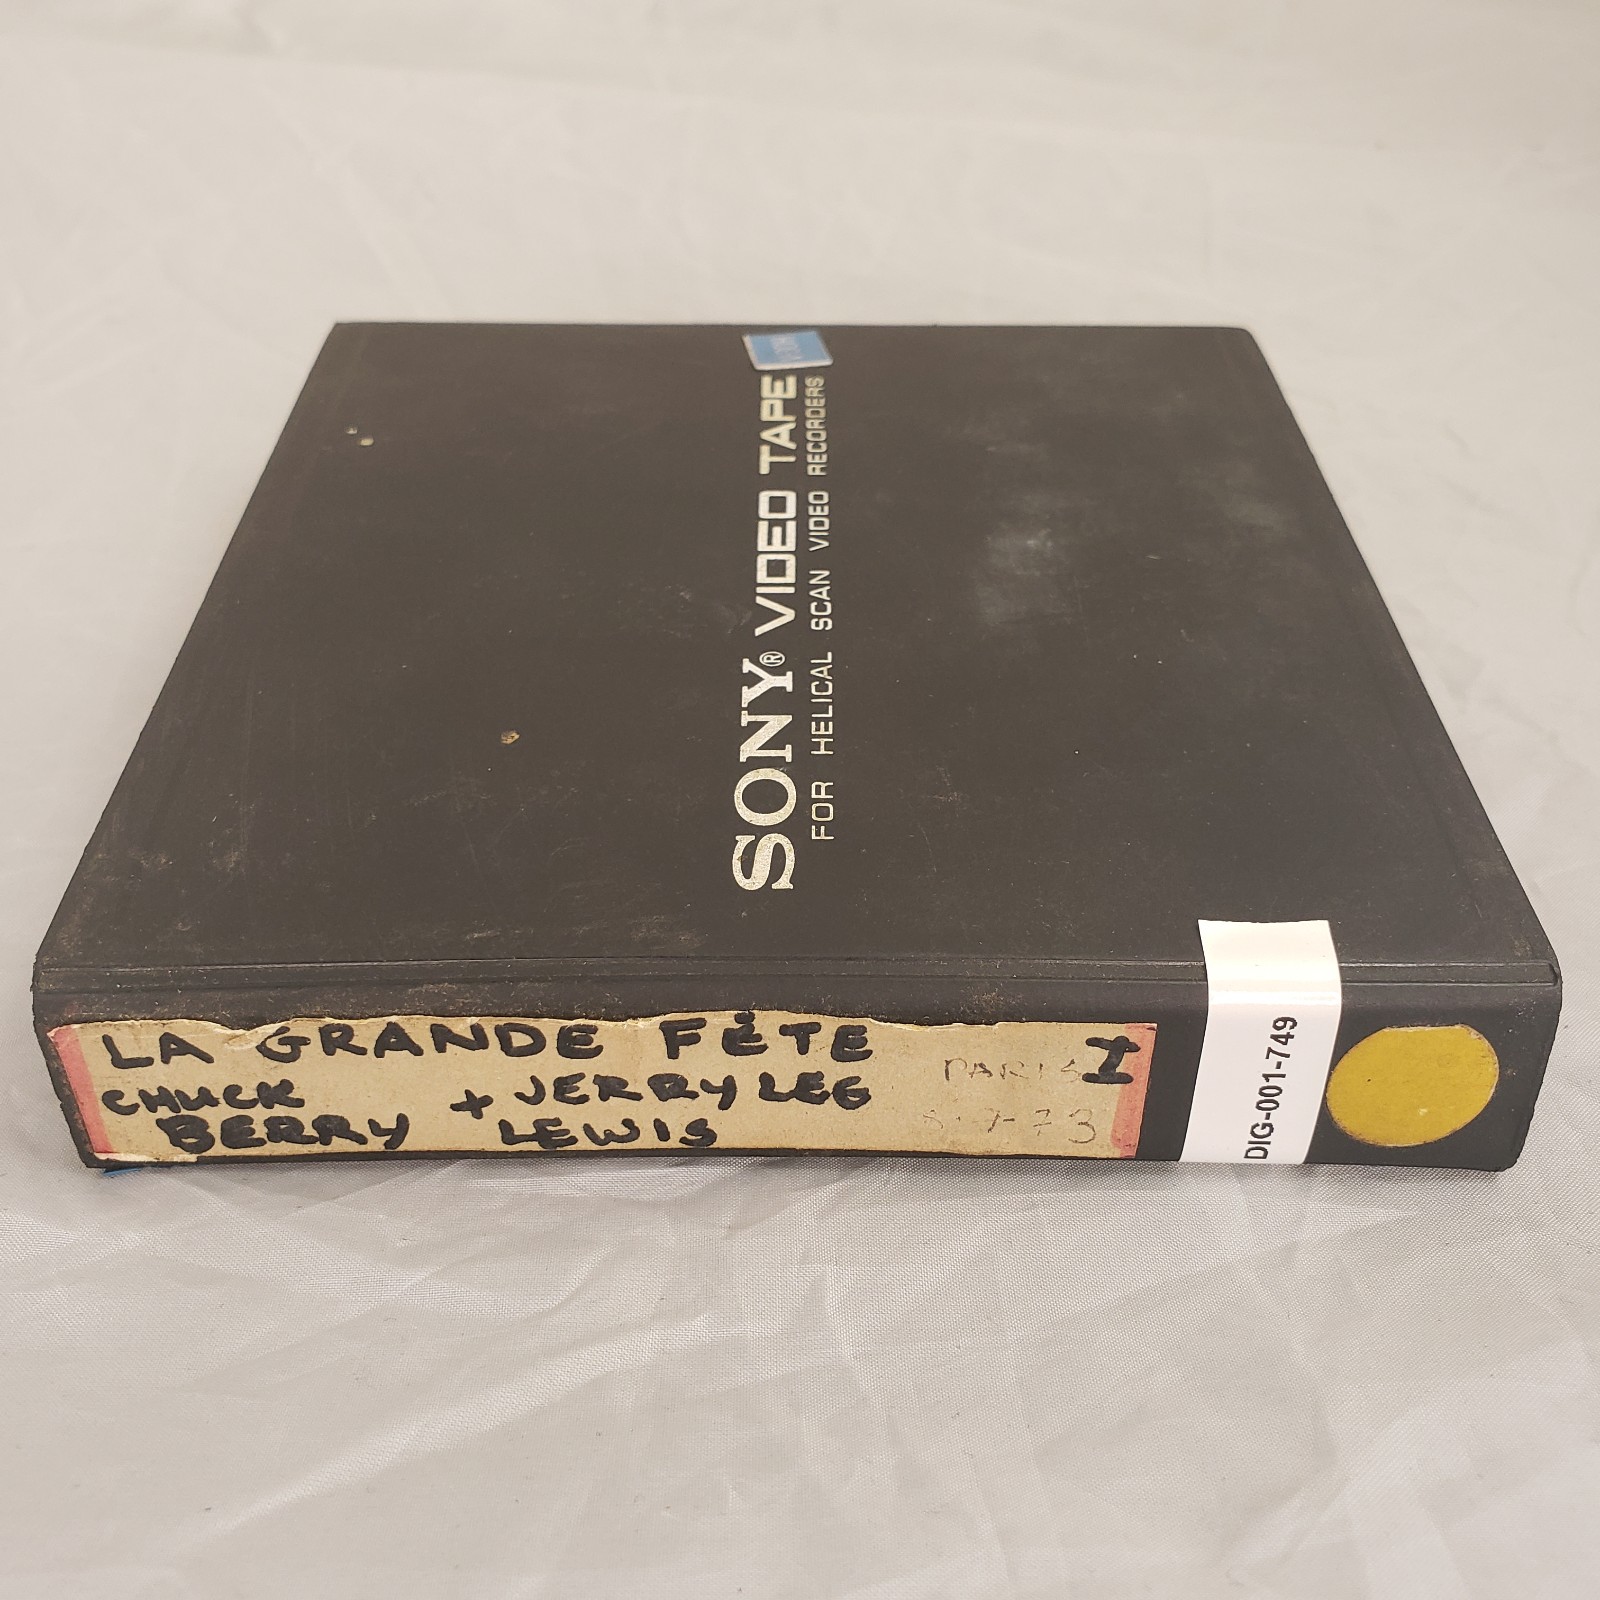 SONY® VIDEO TAPE
FOR HELICAL SCAN VIDEO RECORDERS
LA GRANDE FÊTE
CHUCK
BERRY
+ JERRY LEE
LEWIS
PARIS
I
DIG-001-749